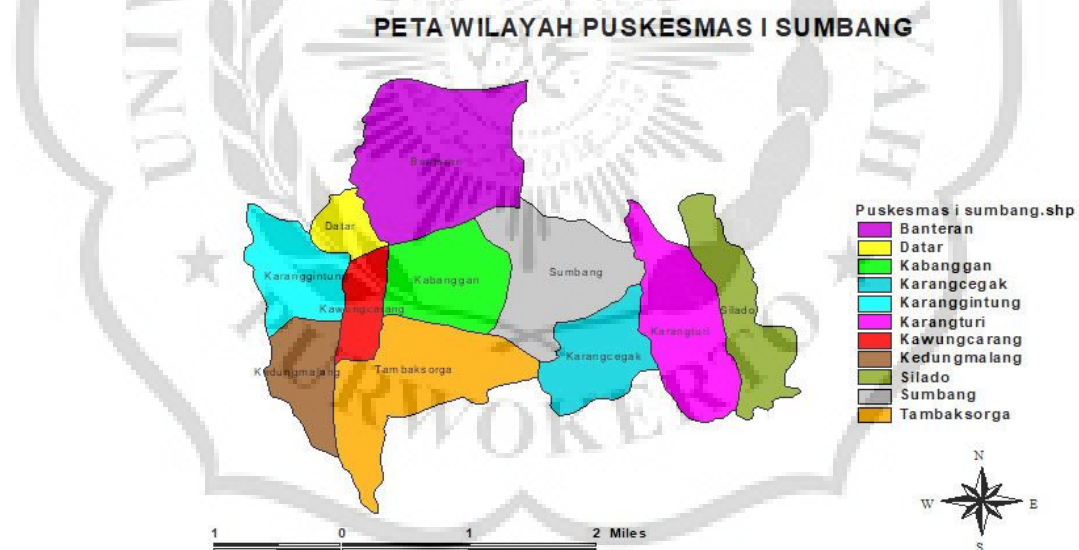 PETA WILAYAH PUSKESMAS I SUMBANG
Banteran
Datar
Karanggintung
Kabanggan
Sumbang
Kawungcarang
Silado
Karangturi
Karangcegak
Kedungmalang
Tambaksorga
Puskesmas i sumbang.shp
Banteran
Datar
Kabanggan
Karangcegak
Karanggintung
Karangturi
Kawungcarang
Kedungmalang
Silado
Sumbang
Tambaksorga
N
W E
S
1 0 1 2 Miles
PURWOKERTO